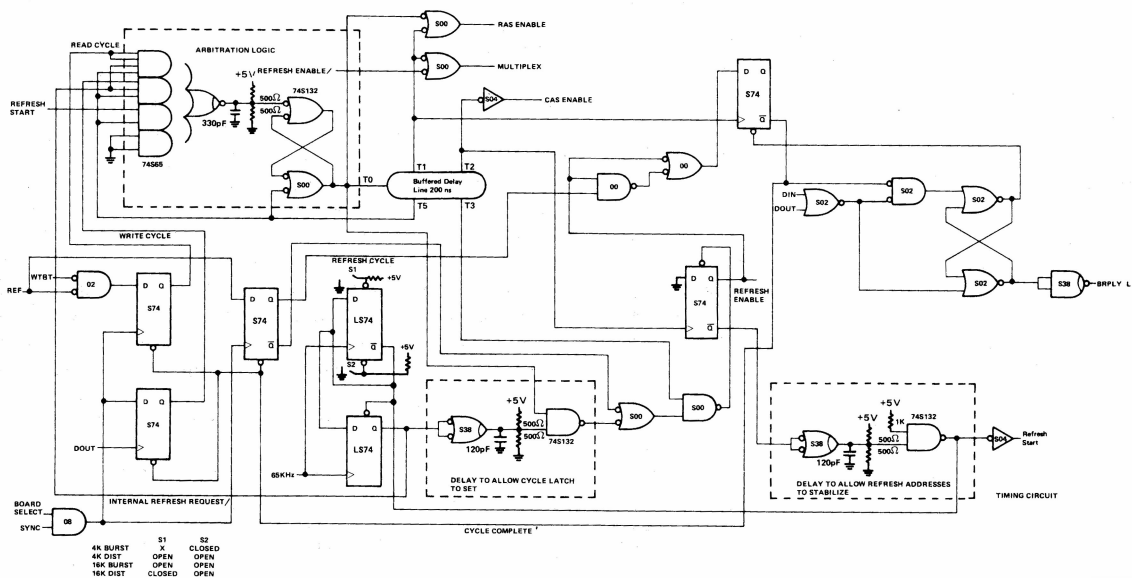 READ CYCLE
ARBITRATION LOGIC
S00
RAS ENABLE
REFRESH ENABLE/
S00
MULTIPLEX
+5V
74S132
500Ω
500Ω
330pF
REFRESH START
74S65
S00
T0
S04
CAS ENABLE
T1
T2
Buffered Delay
Line 200 ns
T5
T3
D Q
S74
Q
00
00
DIN
DOUT
S02
S02
S02
S02
S38
BRPLY L
WRITE CYCLE
WTBT
REF
02
D Q
S74
D Q
S74
Q
REFRESH CYCLE
S1
+5V
D Q
LS74
Q
S2
+5V
D Q
S74
DOUT
D Q
LS74
65KHz
D Q
S74
Q
REFRESH
ENABLE
S38
120pF
+5V
500Ω
500Ω
74S132
S00
S00
DELAY TO ALLOW CYCLE LATCH
TO SET
S38
120pF
+5V
500Ω
500Ω
+5V
1K
74S132
S04
Refresh
Start
DELAY TO ALLOW REFRESH ADDRESSES
TO STABILIZE
TIMING CIRCUIT
INTERNAL REFRESH REQUEST/
BOARD
SELECT
SYNC
08
CYCLE COMPLETE '
S1 S2
4K BURST X CLOSED
4K DIST OPEN OPEN
16K BURST OPEN OPEN
16K DIST CLOSED OPEN